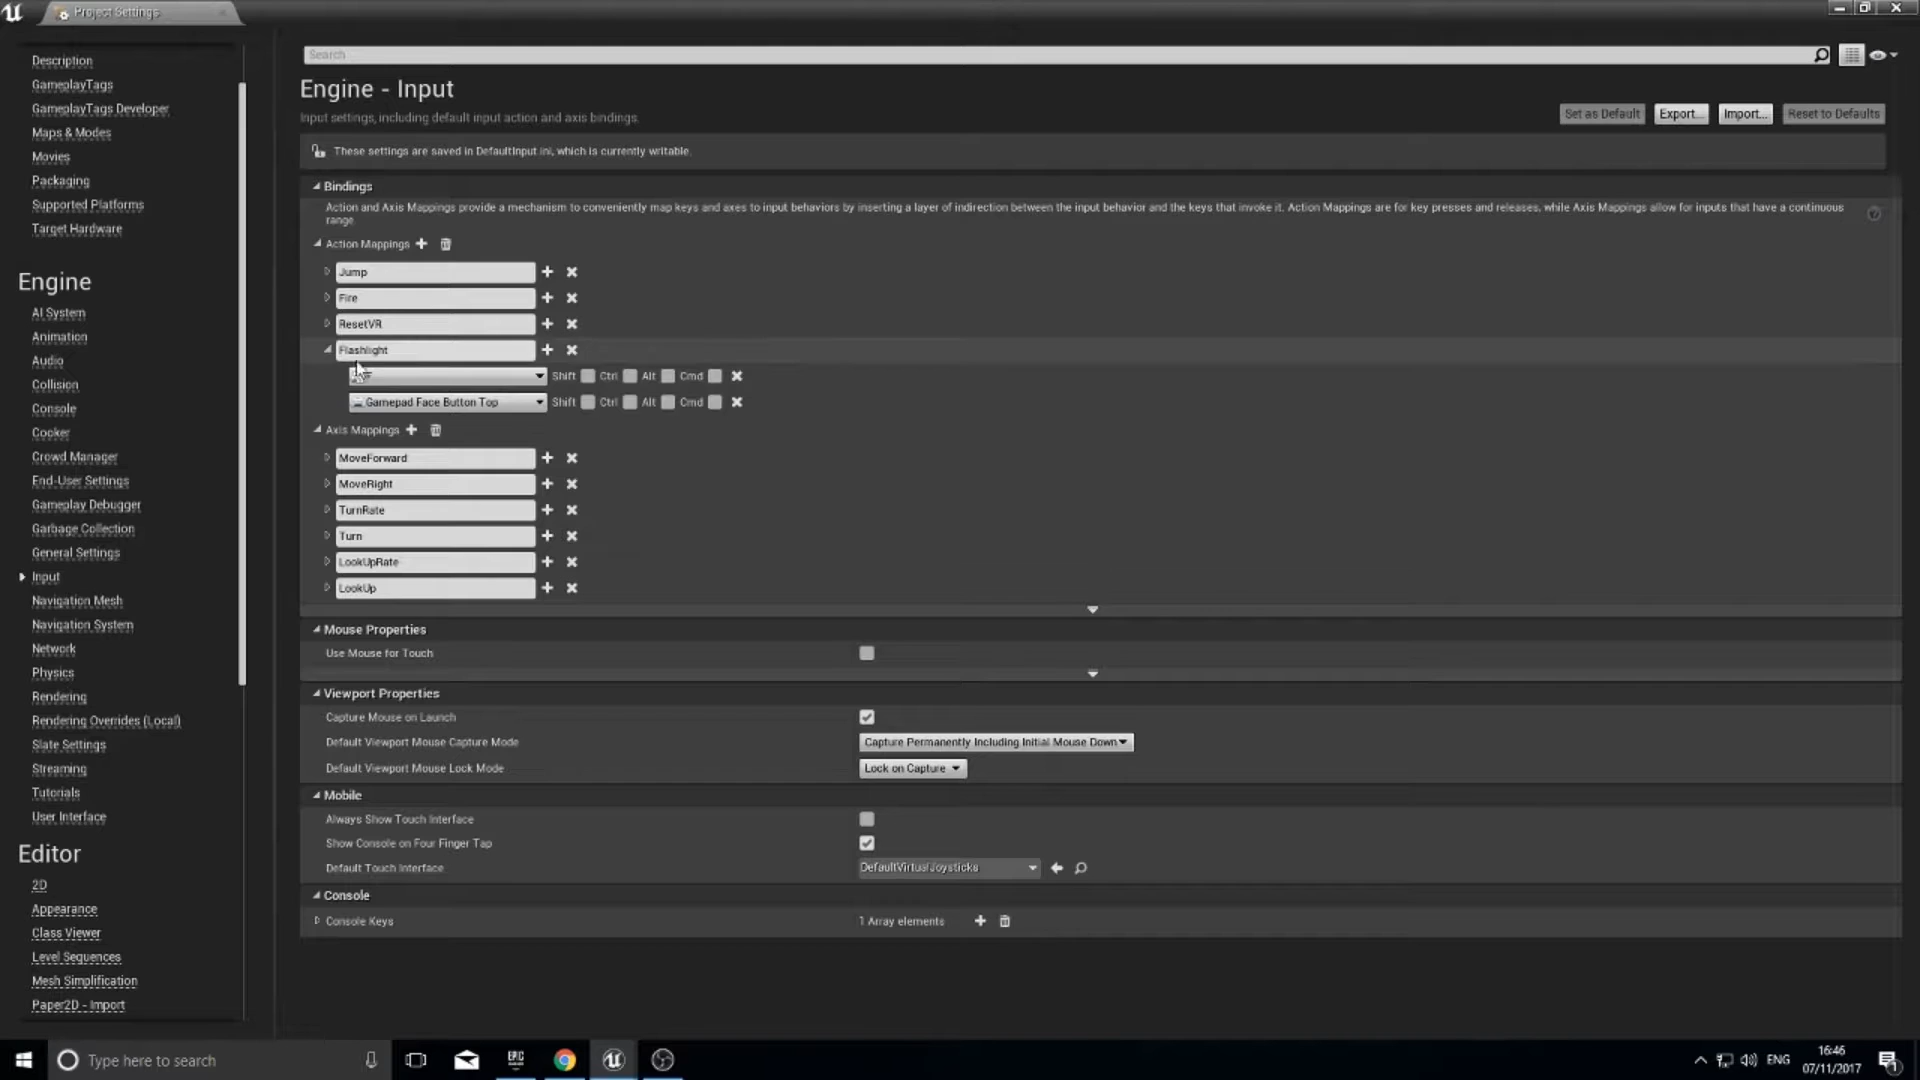 Project Settings
Description
GameplayTags
GameplayTags Developer
Maps & Modes
Movies
Packaging
Supported Platforms
Target Hardware
Engine
AI System
Animation
Audio
Collision
Console
Cooker
Crowd Manager
End-User Settings
Gameplay Debugger
Garbage Collection
General Settings
Input
Navigation Mesh
Navigation System
Network
Physics
Rendering
Rendering Overrides (Local)
Slate Settings
Streaming
Tutorials
User Interface
Editor
2D
Appearance
Class Viewer
Level Sequences
Mesh Simplification
Paper2D - Import
Search
Engine - Input
Input settings, including default input action and axis bindings.
Set as Default Export... Import... Reset to Defaults
These settings are saved in DefaultInput.ini, which is currently writable.
Bindings
Action and Axis Mappings provide a mechanism to conveniently map keys and axes to input behaviors by inserting a layer of indirection between the input behavior and the keys that invoke it. Action Mappings are for key presses and releases, while Axis Mappings allow for inputs that have a continuous
range
Action Mappings
Jump
Fire
ResetVR
Flashlight
Shift Ctrl Alt Cmd
Gamepad Face Button Top Shift Ctrl Alt Cmd
Axis Mappings
MoveForward
MoveRight
TurnRate
Turn
LookUpRate
LookUp
Mouse Properties
Use Mouse for Touch
Viewport Properties
Capture Mouse on Launch
Default Viewport Mouse Capture Mode Capture Permanently Including Initial Mouse Down
Default Viewport Mouse Lock Mode Lock on Capture
Mobile
Always Show Touch Interface
Show Console on Four Finger Tap
Default Touch Interface DefaultVirtualJoysticks
Console
Console Keys 1 Array elements
Type here to search
EPIC
ENG
16:46
07/11/2017
1